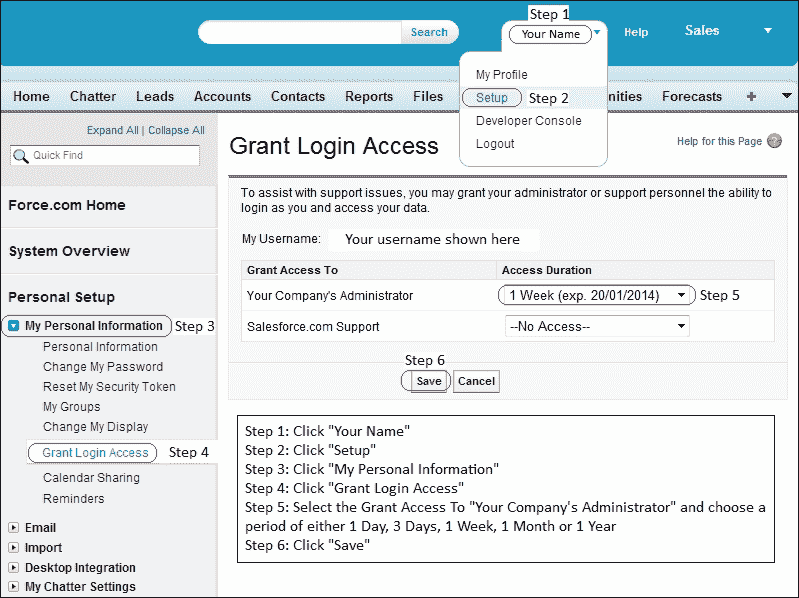 Step 1
Search
Your Name
Help
Sales
My Profile
Setup
Step 2
Developer Console
Logout
Home Chatter Leads Accounts Contacts Reports Files nities Forecasts +
Expand All | Collapse All
Quick Find
Force.com Home
System Overview
Personal Setup
My Personal Information Step 3
Personal Information
Change My Password
Reset My Security Token
My Groups
Change My Display
Grant Login Access Step 4
Calendar Sharing
Reminders
Email
Import
Desktop Integration
My Chatter Settings
Grant Login Access
Help for this Page ?
To assist with support issues, you may grant your administrator or support personnel the ability to
login as you and access your data.
My Username: Your username shown here
Grant Access To Access Duration
Your Company's Administrator 1 Week (exp. 20/01/2014) Step 5
Salesforce.com Support --No Access--
Step 6
Save Cancel
Step 1: Click "Your Name"
Step 2: Click "Setup"
Step 3: Click "My Personal Information"
Step 4: Click "Grant Login Access"
Step 5: Select the Grant Access To "Your Company's Administrator" and choose a
period of either 1 Day, 3 Days, 1 Week, 1 Month or 1 Year
Step 6: Click "Save"